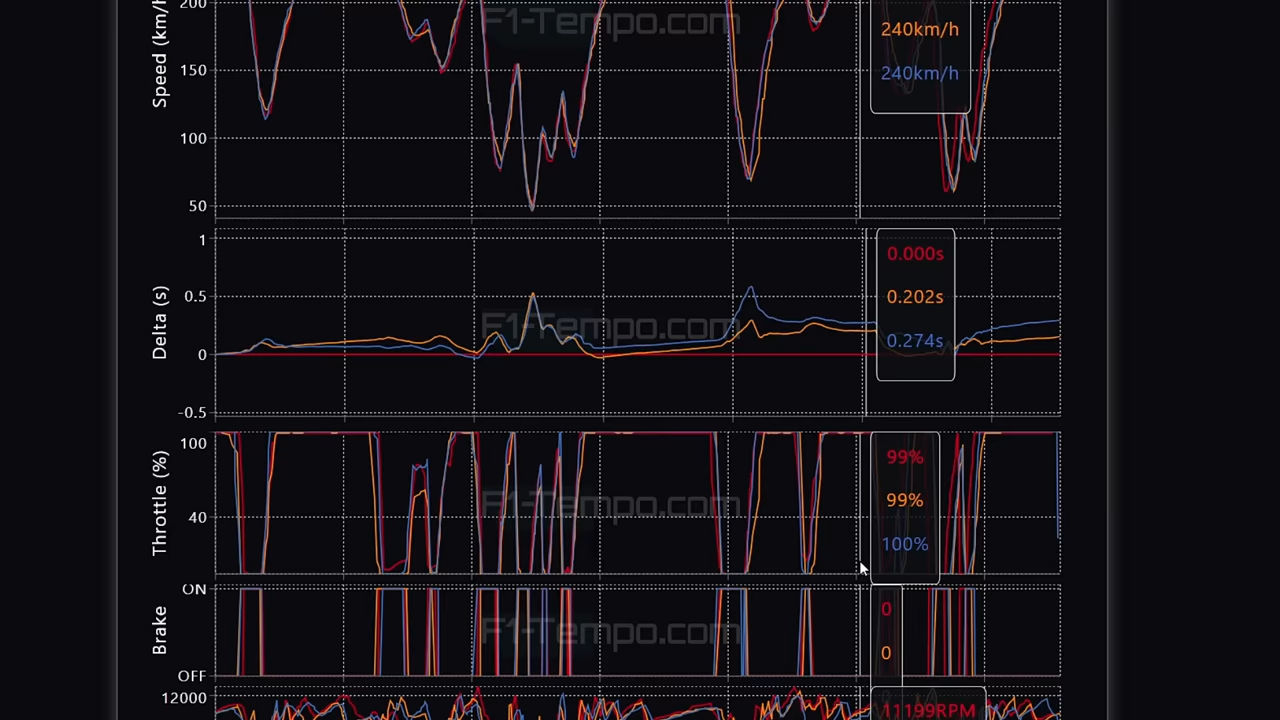 200
F1-Tempo.com
Speed (km/h)
240km/h
150
240km/h
100
50
1
0.000s
0.5
0.202s
F1-Tempo.com
Delta (s)
0.274s
0
-0.5
100
99%
Throttle (%)
99%
F1-Tempo.com
40
100%
ON
0
Brake
F1-Tempo.com
0
OFF
12000
11199RPM